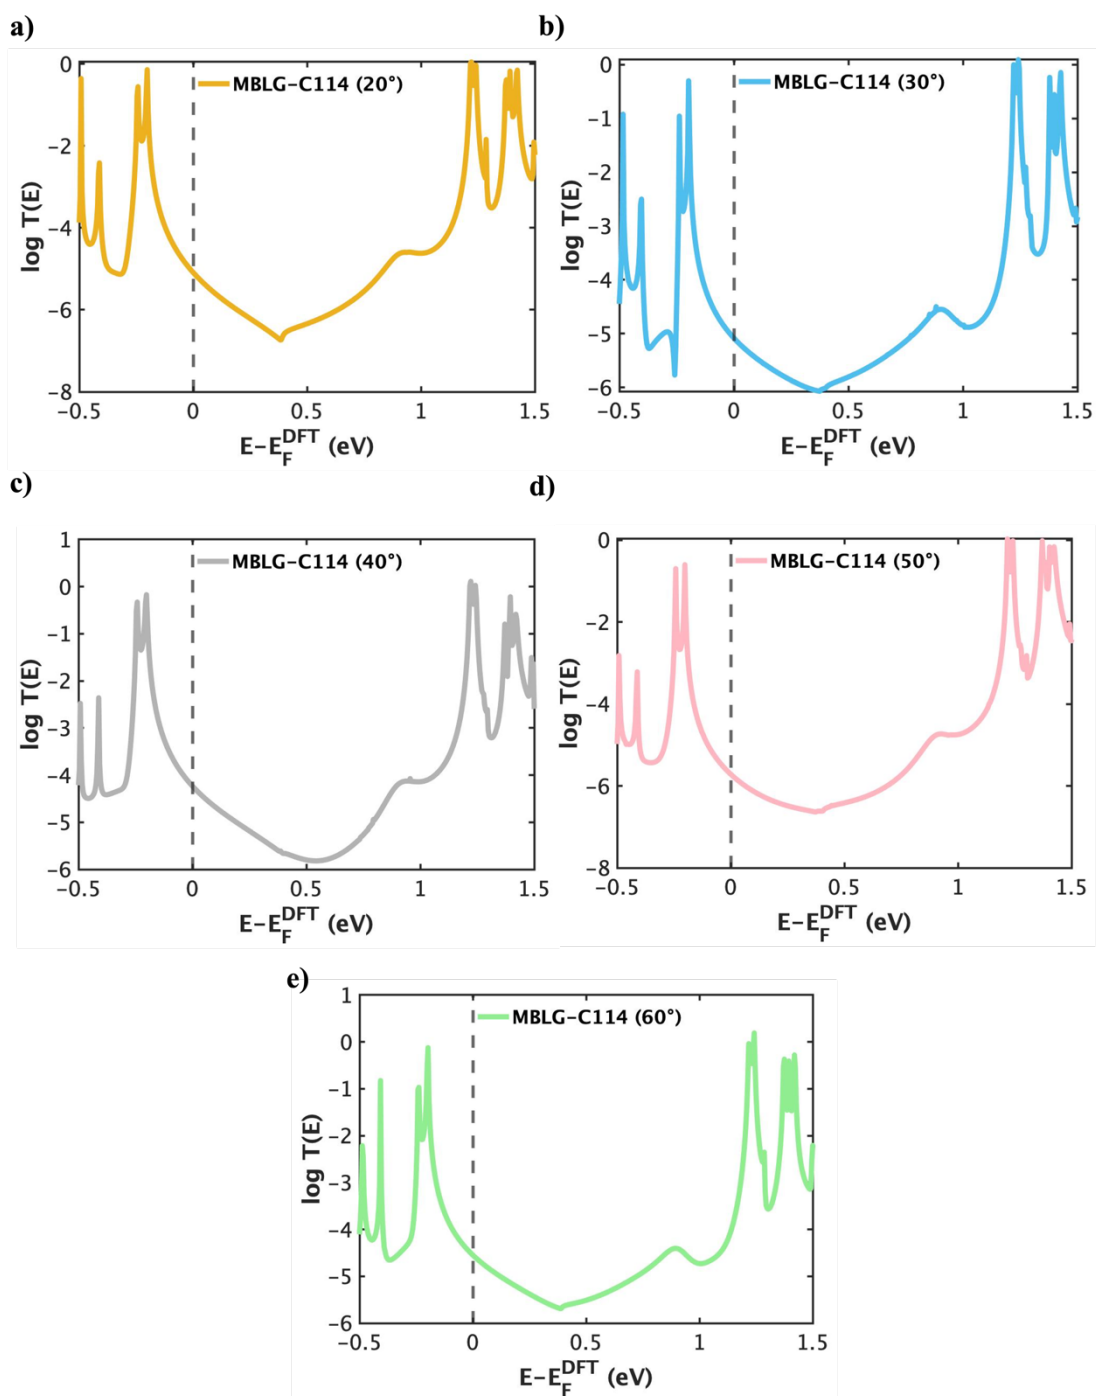 a)
0
−2
−4
−6
−8
log T(E)
MBLG−C114 (20°)
−0.5
0
0.5
1
1.5
E−E_F^DFT (eV)
b)
0
−1
−2
−3
−4
−5
−6
log T(E)
MBLG−C114 (30°)
−0.5
0
0.5
1
1.5
E−E_F^DFT (eV)
c)
1
0
−1
−2
−3
−4
−5
−6
log T(E)
MBLG−C114 (40°)
−0.5
0
0.5
1
1.5
E−E_F^DFT (eV)
d)
0
−2
−4
−6
−8
log T(E)
MBLG−C114 (50°)
−0.5
0
0.5
1
1.5
E−E_F^DFT (eV)
e)
1
0
−1
−2
−3
−4
−5
−6
log T(E)
MBLG−C114 (60°)
−0.5
0
0.5
1
1.5
E−E_F^DFT (eV)